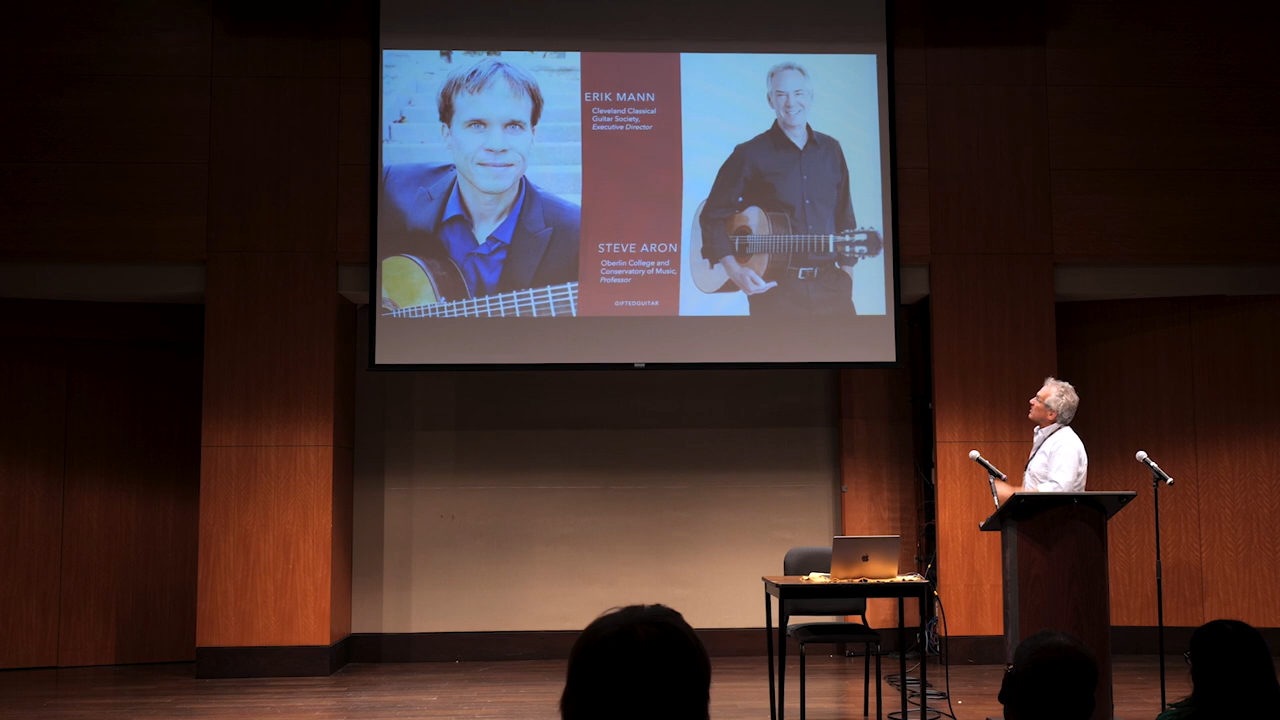 ERIK MANN
Cleveland Classical
Guitar Society,
Executive Director
STEVE ARON
Oberlin College and
Conservatory of Music,
Professor
GIFTEDGUITAR